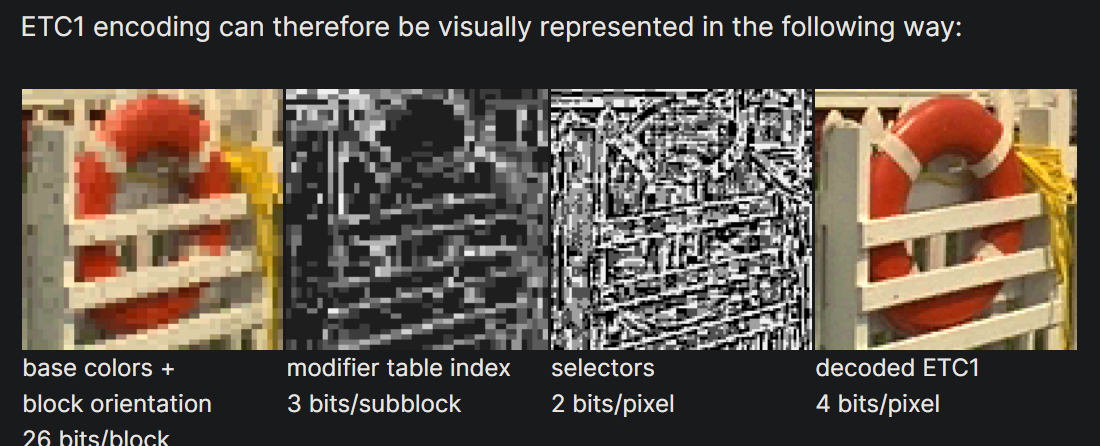 ETC1 encoding can therefore be visually represented in the following way:
base colors +
block orientation
26 bits/block
modifier table index
3 bits/subblock
selectors
2 bits/pixel
decoded ETC1
4 bits/pixel